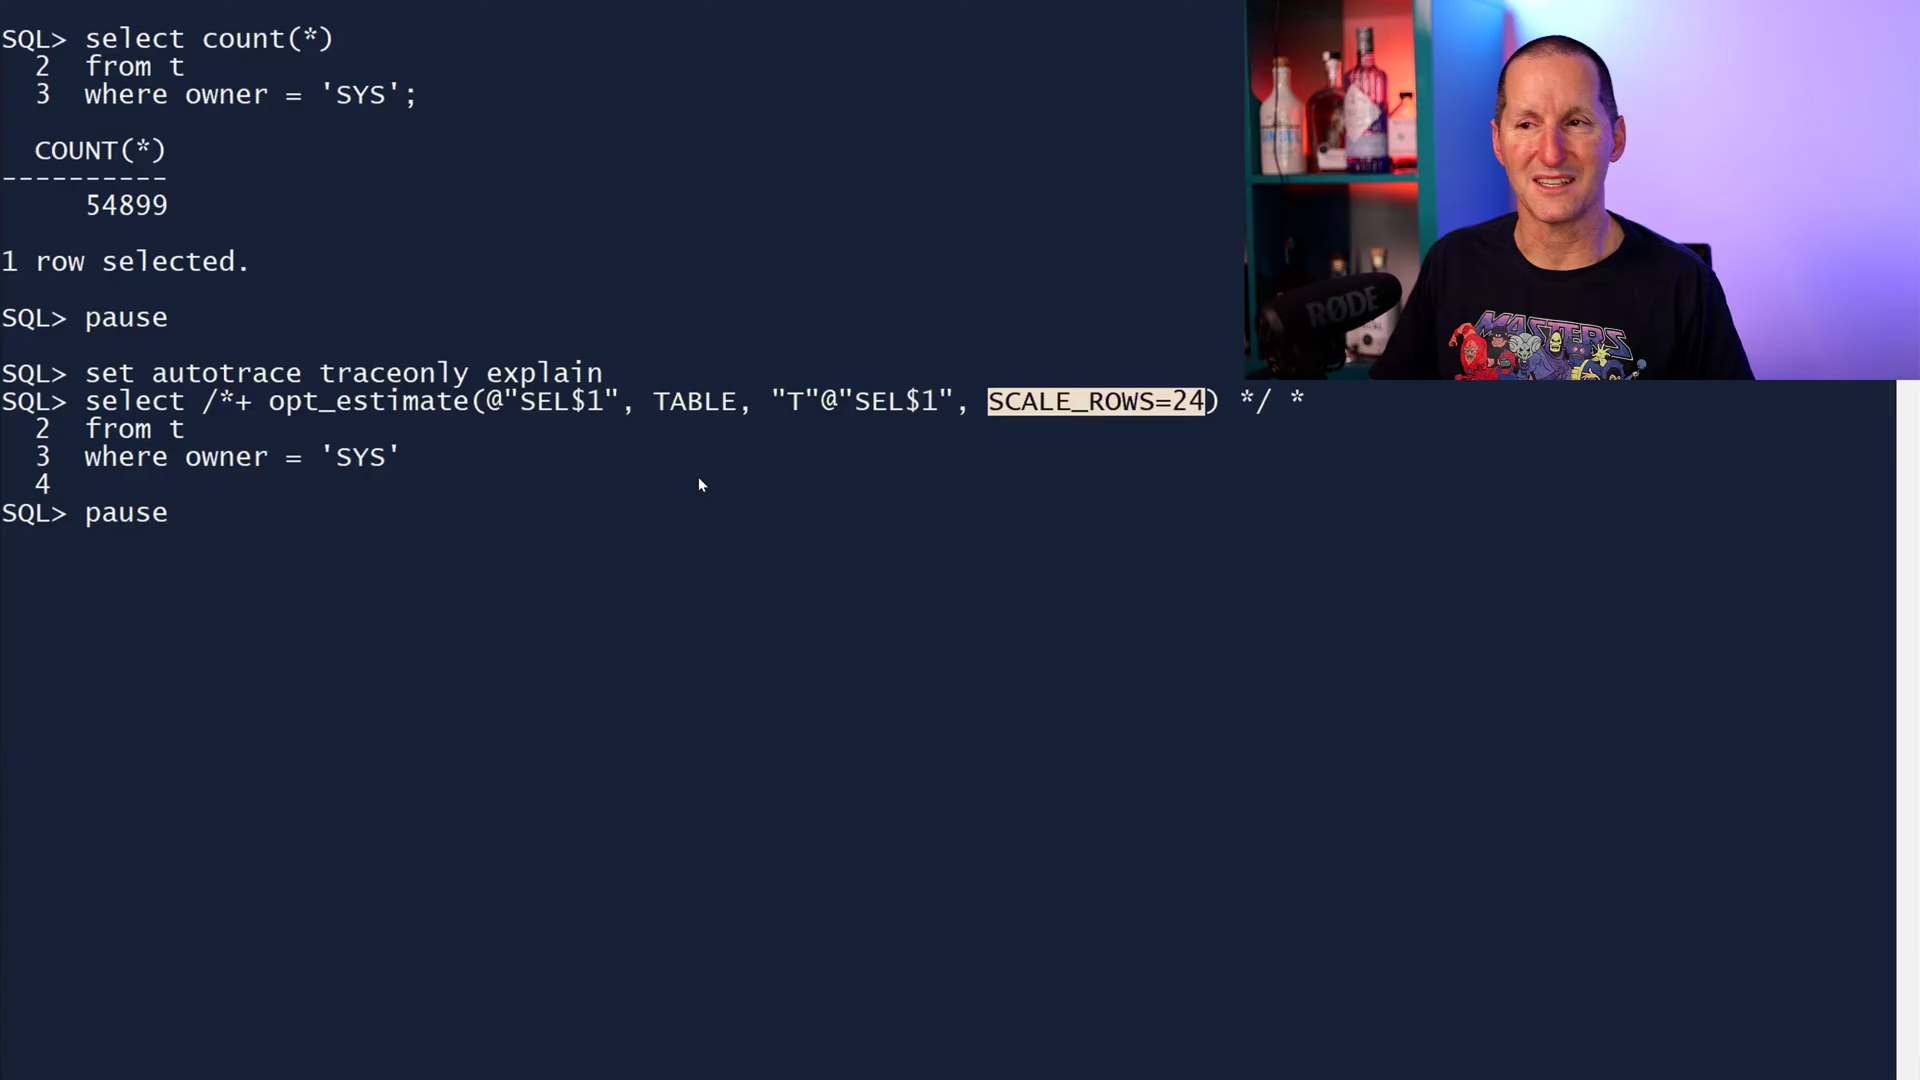 SQL> select count(*)
  2  from t
  3  where owner = 'SYS';
  COUNT(*)
----------
     54899
1 row selected.
SQL> pause
SQL> set autotrace traceonly explain
SQL> select /*+ opt_estimate(@"SEL$1", TABLE, "T"@"SEL$1", SCALE_ROWS=24) */ *
  2  from t
  3  where owner = 'SYS'
  4
SQL> pause
RØDE
MASTERS